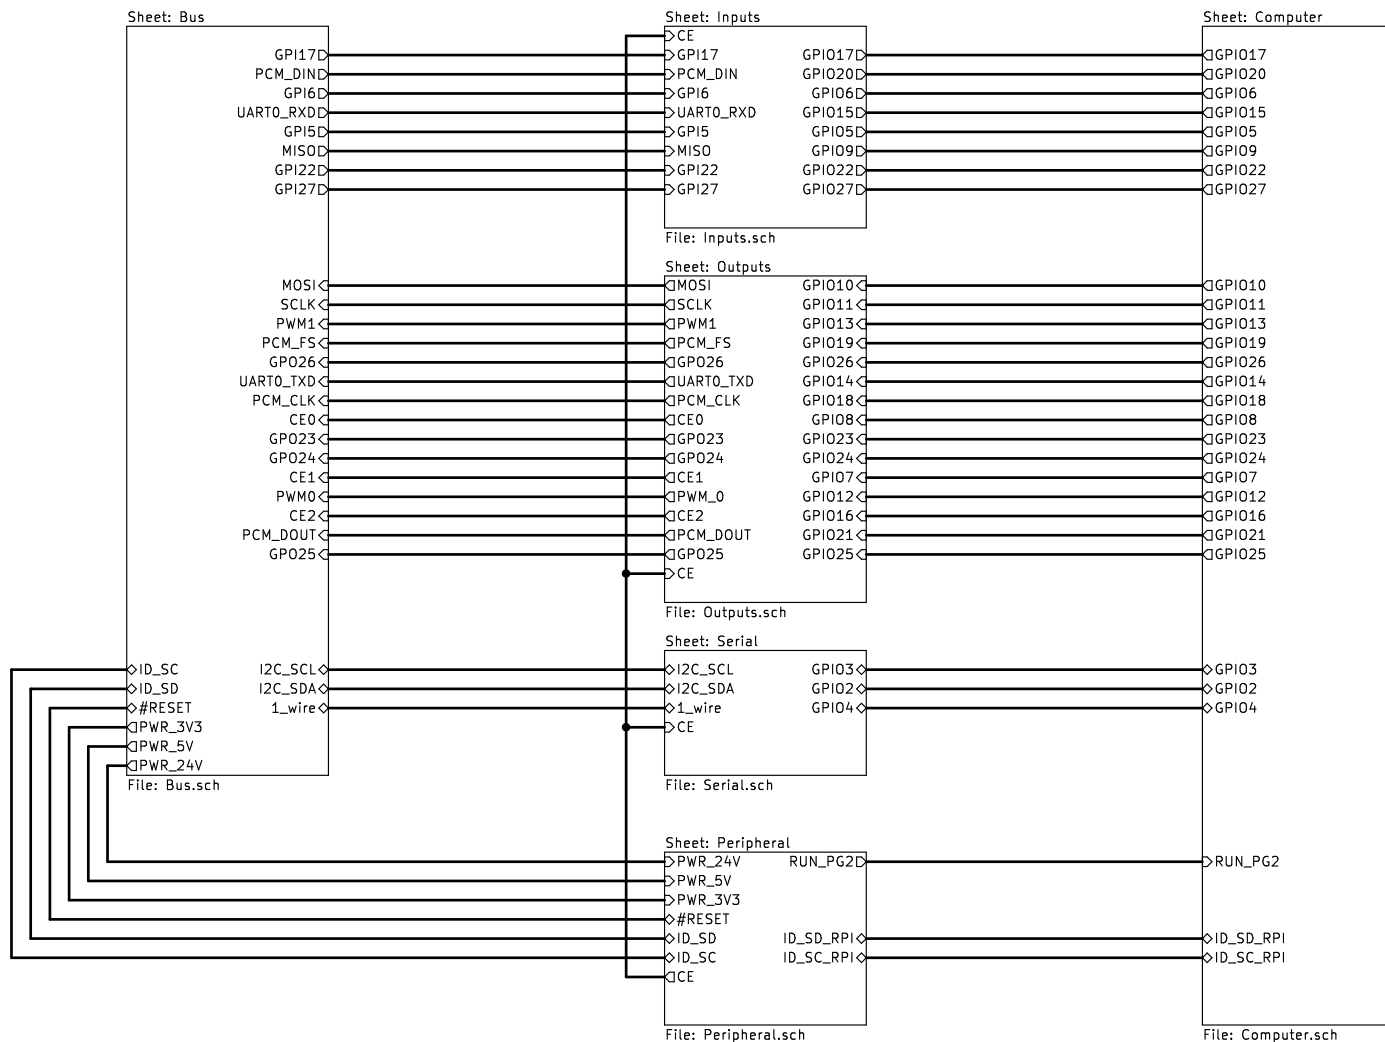 Sheet: Bus
GPI17
PCM_DIN
GPI6
UART0_RXD
GPI5
MISO
GPI22
GPI27
MOSI
SCLK
PWM1
PCM_FS
GPO26
UART0_TXD
PCM_CLK
CE0
GPO23
GPO24
CE1
PWM0
CE2
PCM_DOUT
GPO25
ID_SC I2C_SCL
ID_SD I2C_SDA
#RESET 1_wire
PWR_3V3
PWR_5V
PWR_24V
File: Bus.sch
Sheet: Inputs
CE
GPI17 GPIO17
PCM_DIN GPIO20
GPI6 GPIO6
UART0_RXD GPIO15
GPI5 GPIO5
MISO GPIO9
GPI22 GPIO22
GPI27 GPIO27
File: Inputs.sch
Sheet: Outputs
MOSI GPIO10
SCLK GPIO11
PWM1 GPIO13
PCM_FS GPIO19
GPO26 GPIO26
UART0_TXD GPIO14
PCM_CLK GPIO18
CE0 GPIO8
GPO23 GPIO23
GPO24 GPIO24
CE1 GPIO7
PWM_0 GPIO12
CE2 GPIO16
PCM_DOUT GPIO21
GPO25 GPIO25
CE
File: Outputs.sch
Sheet: Serial
I2C_SCL GPIO3
I2C_SDA GPIO2
1_wire GPIO4
CE
File: Serial.sch
Sheet: Peripheral
PWR_24V RUN_PG2
PWR_5V
PWR_3V3
#RESET
ID_SD ID_SD_RPI
ID_SC ID_SC_RPI
CE
File: Peripheral.sch
Sheet: Computer
GPIO17
GPIO20
GPIO6
GPIO15
GPIO5
GPIO9
GPIO22
GPIO27
GPIO10
GPIO11
GPIO13
GPIO19
GPIO26
GPIO14
GPIO18
GPIO8
GPIO23
GPIO24
GPIO7
GPIO12
GPIO16
GPIO21
GPIO25
GPIO3
GPIO2
GPIO4
RUN_PG2
ID_SD_RPI
ID_SC_RPI
File: Computer.sch